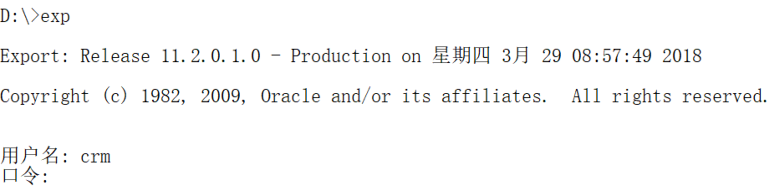 D:\>exp
Export: Release 11.2.0.1.0 - Production on 星期四 3月 29 08:57:49 2018
Copyright (c) 1982, 2009, Oracle and/or its affiliates.  All rights reserved.
用户名: crm
口令: